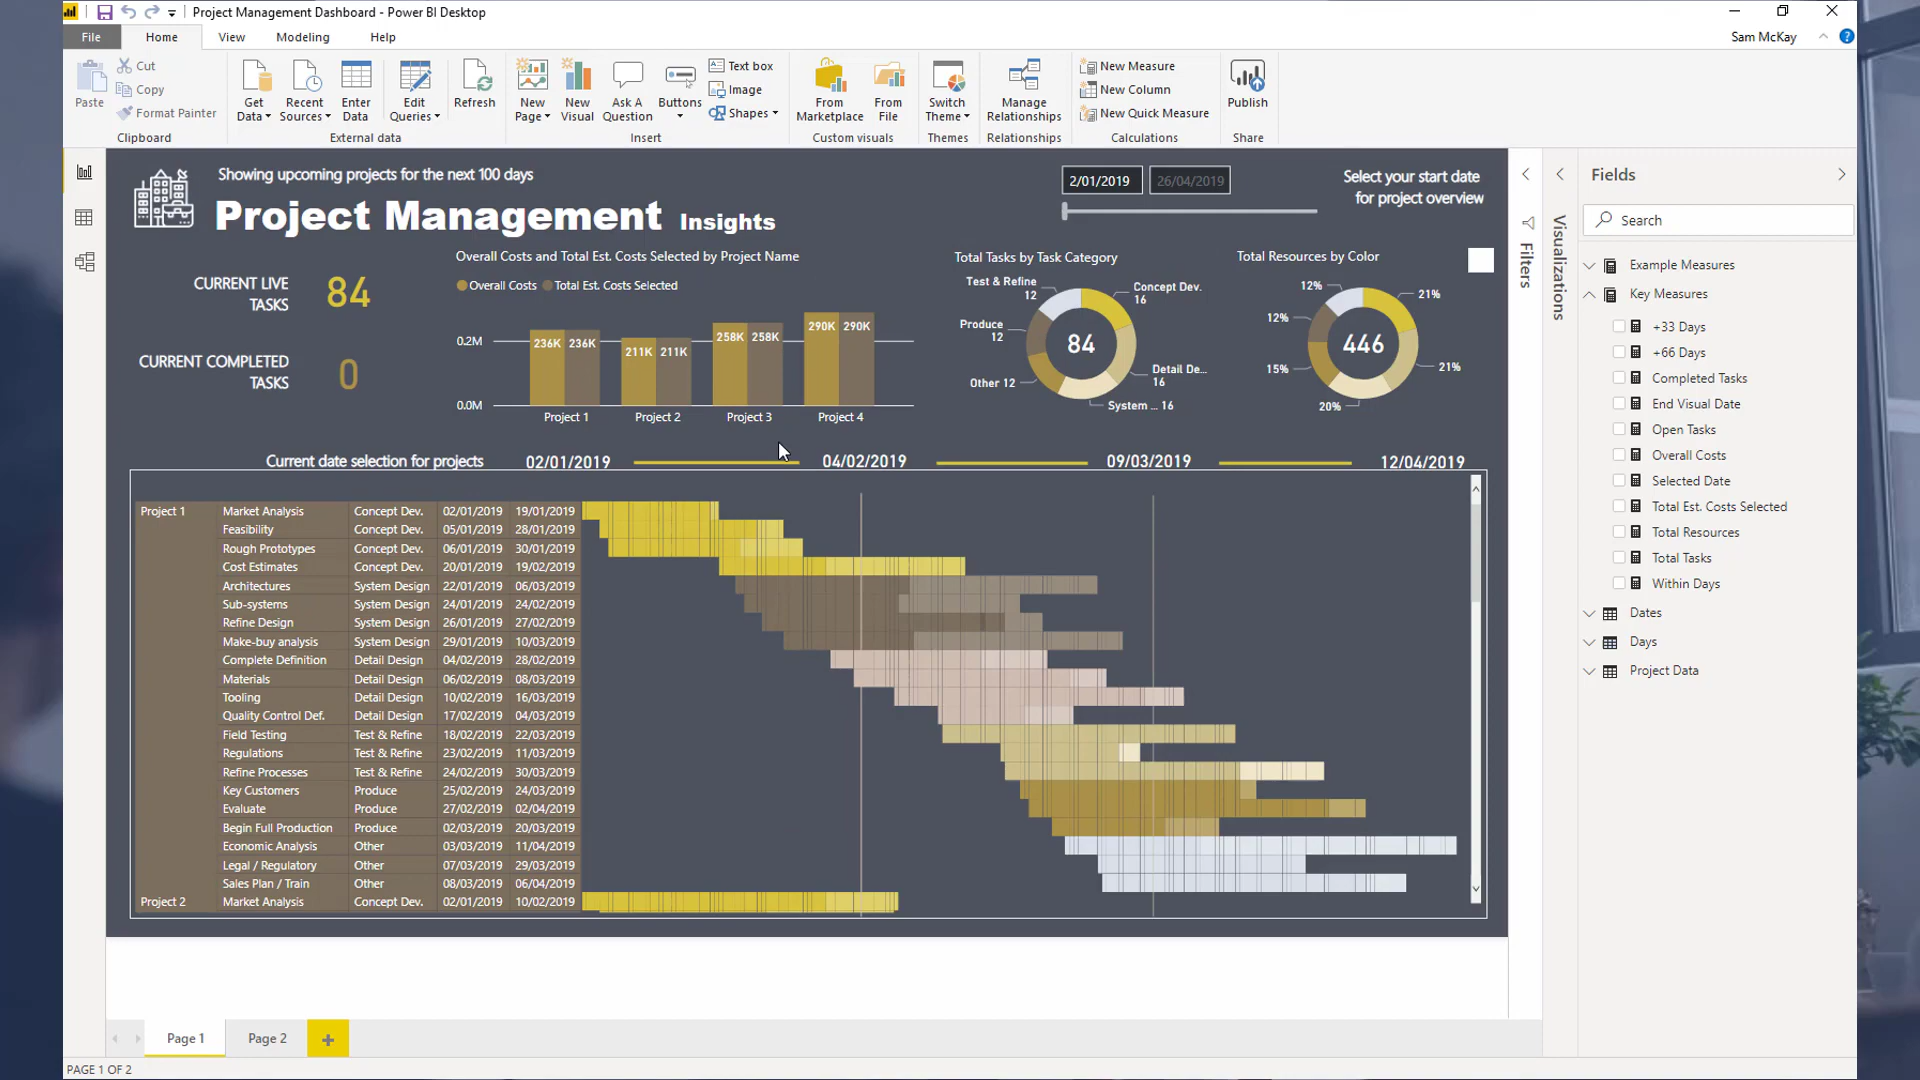 Project Management Dashboard - Power BI Desktop
File Home View Modeling Help
Sam McKay
Paste
Cut
Copy
Format Painter
Clipboard
Get Data
Recent Sources
Enter Data
Edit Queries
Refresh
External data
New Page
New Visual
Ask A Question
Buttons
Text box
Image
Shapes
Insert
From Marketplace
From File
Custom visuals
Switch Theme
Themes
Manage Relationships
Relationships
New Measure
New Column
New Quick Measure
Calculations
Publish
Share
Showing upcoming projects for the next 100 days
Project Management Insights
2/01/2019 26/04/2019
Select your start date
for project overview
CURRENT LIVE
TASKS
84
CURRENT COMPLETED
TASKS
0
Overall Costs and Total Est. Costs Selected by Project Name
Overall Costs Total Est. Costs Selected
0.2M
0.0M
236K 236K
211K 211K
258K 258K
290K 290K
Project 1 Project 2 Project 3 Project 4
Total Tasks by Task Category
Test & Refine
12
Concept Dev.
16
Produce
12
84
Detail De...
16
Other 12
System ... 16
Total Resources by Color
12%
21%
12%
446
15%
21%
20%
Current date selection for projects 02/01/2019 04/02/2019 09/03/2019 12/04/2019
Project 1 Market Analysis Concept Dev. 02/01/2019 19/01/2019
Feasibility Concept Dev. 05/01/2019 28/01/2019
Rough Prototypes Concept Dev. 06/01/2019 30/01/2019
Cost Estimates Concept Dev. 20/01/2019 19/02/2019
Architectures System Design 22/01/2019 06/03/2019
Sub-systems System Design 24/01/2019 24/02/2019
Refine Design System Design 26/01/2019 27/02/2019
Make-buy analysis System Design 29/01/2019 10/03/2019
Complete Definition Detail Design 04/02/2019 28/02/2019
Materials Detail Design 06/02/2019 08/03/2019
Tooling Detail Design 10/02/2019 16/03/2019
Quality Control Def. Detail Design 17/02/2019 04/03/2019
Field Testing Test & Refine 18/02/2019 22/03/2019
Regulations Test & Refine 23/02/2019 11/03/2019
Refine Processes Test & Refine 24/02/2019 30/03/2019
Key Customers Produce 25/02/2019 24/03/2019
Evaluate Produce 27/02/2019 02/04/2019
Begin Full Production Produce 02/03/2019 20/03/2019
Economic Analysis Other 03/03/2019 11/04/2019
Legal / Regulatory Other 07/03/2019 29/03/2019
Sales Plan / Train Other 08/03/2019 06/04/2019
Project 2 Market Analysis Concept Dev. 02/01/2019 10/02/2019
Filters
Visualizations
Fields
Search
Example Measures
Key Measures
+33 Days
+66 Days
Completed Tasks
End Visual Date
Open Tasks
Overall Costs
Selected Date
Total Est. Costs Selected
Total Resources
Total Tasks
Within Days
Dates
Days
Project Data
Page 1 Page 2 +
PAGE 1 OF 2